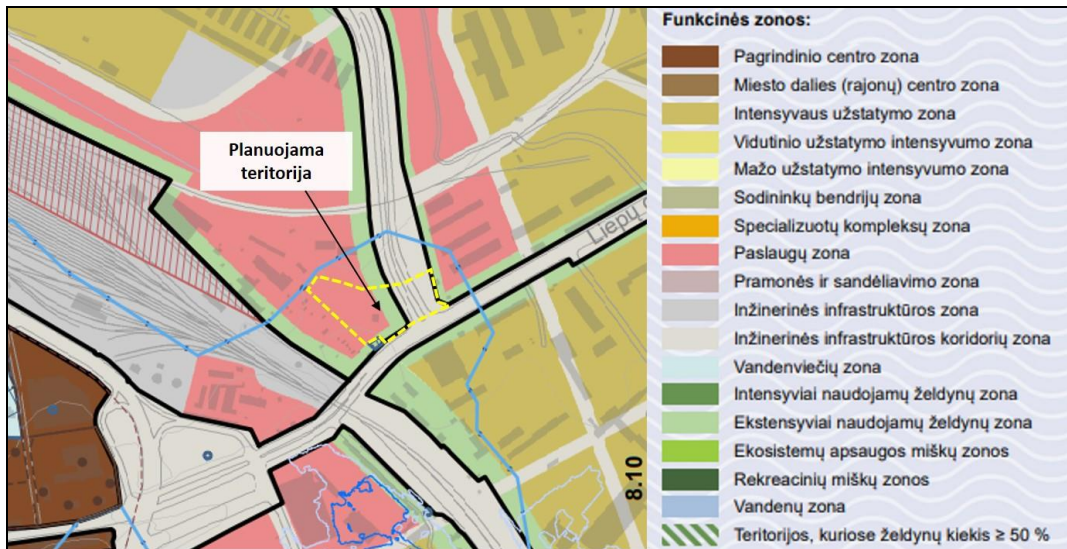 Planuojama
teritorija
Liepų
8.10
Funkcinės zonos:
Pagrindinio centro zona
Miesto dalies (rajonų) centro zona
Intensyvaus užstatymo zona
Vidutinio užstatymo intensyvumo zona
Mažo užstatymo intensyvumo zona
Sodininkų bendrijų zona
Specializuotų kompleksų zona
Paslaugų zona
Pramonės ir sandėliavimo zona
Inžinerinės infrastruktūros zona
Inžinerinės infrastruktūros koridorių zona
Vandenviečių zona
Intensyviai naudojamų želdynų zona
Ekstensyviai naudojamų želdynų zona
Ekosistemų apsaugos miškų zonos
Rekreacinių miškų zonos
Vandenų zona
Teritorijos, kuriose želdynų kiekis ≥ 50 %